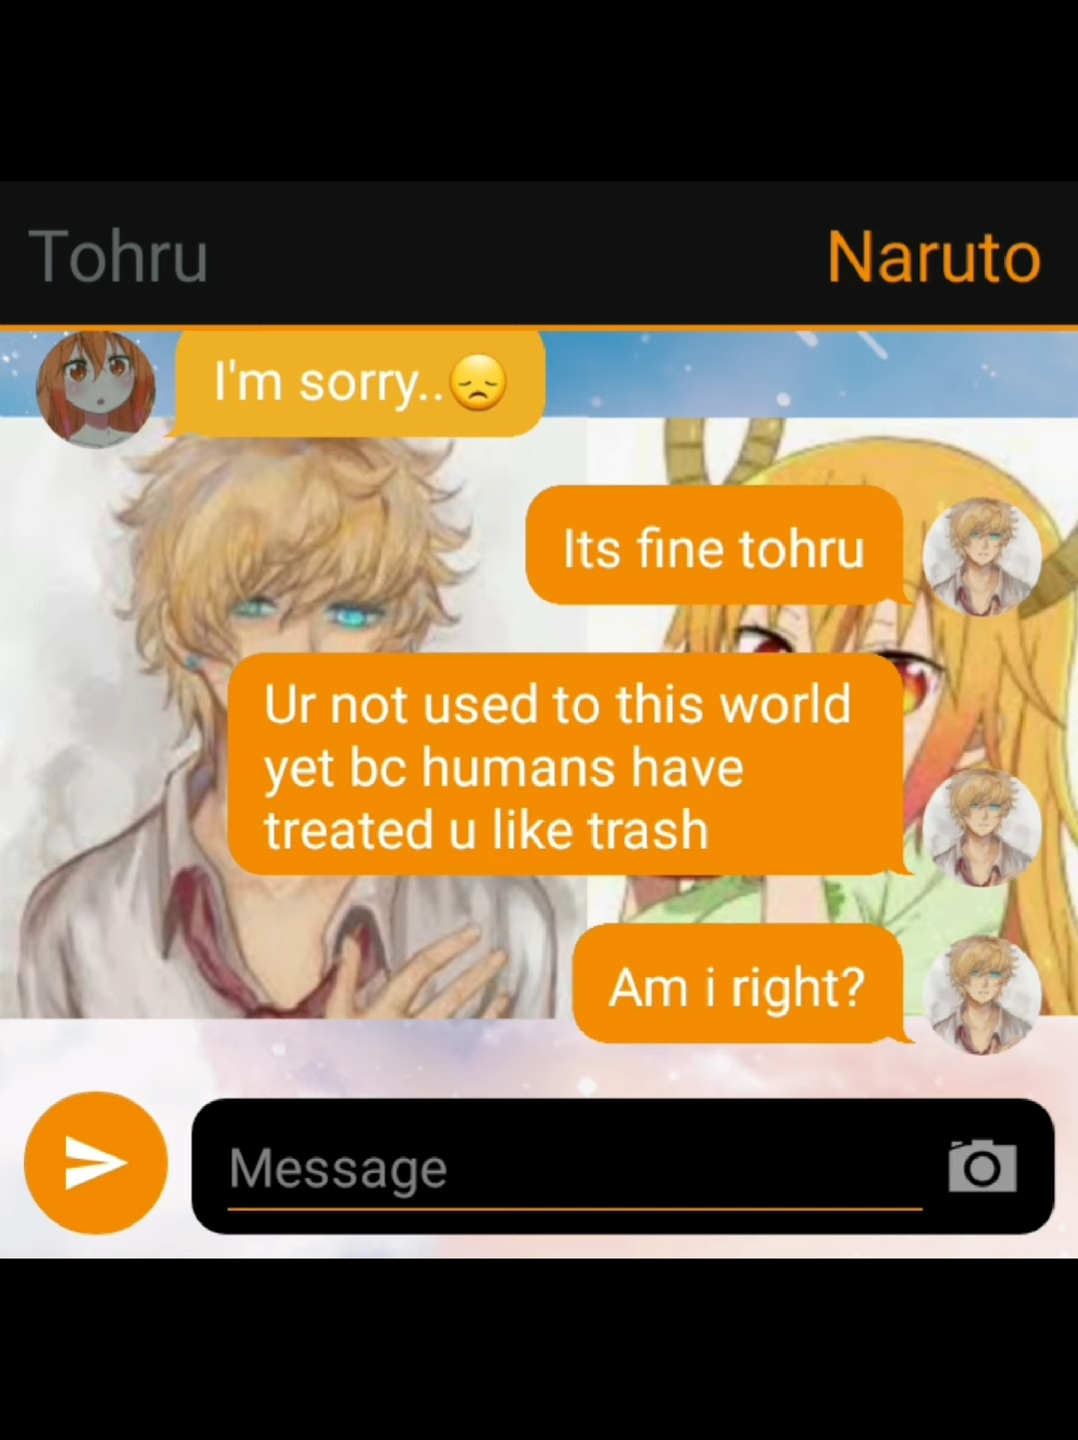 Tohru
Naruto
I'm sorry..😞
Its fine tohru
Ur not used to this world
yet bc humans have
treated u like trash
Am i right?
Message